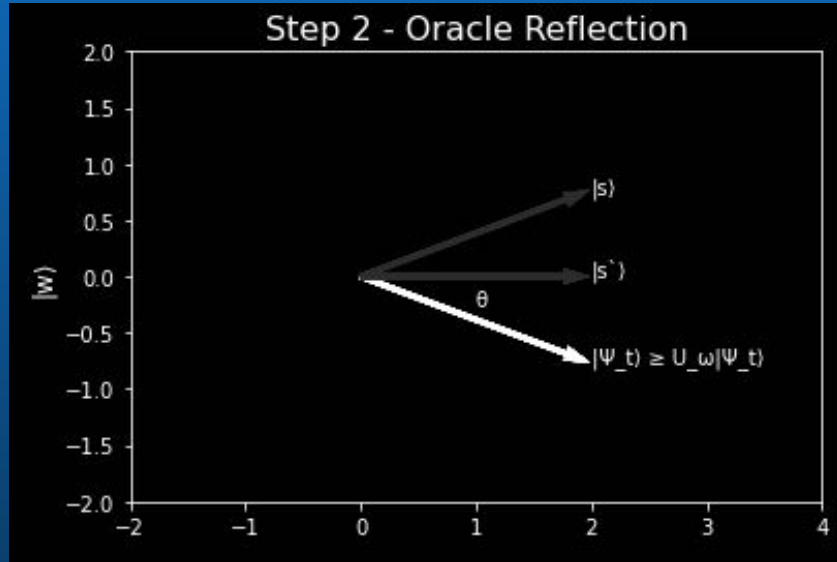 Step 2 - Oracle Reflection
2.0
1.5
1.0
0.5
0.0
−0.5
−1.0
−1.5
−2.0
|w⟩
|s⟩
|s`⟩
θ
|Ψ_t⟩ ≥ U_ω|Ψ_t⟩
−2
−1
0
1
2
3
4